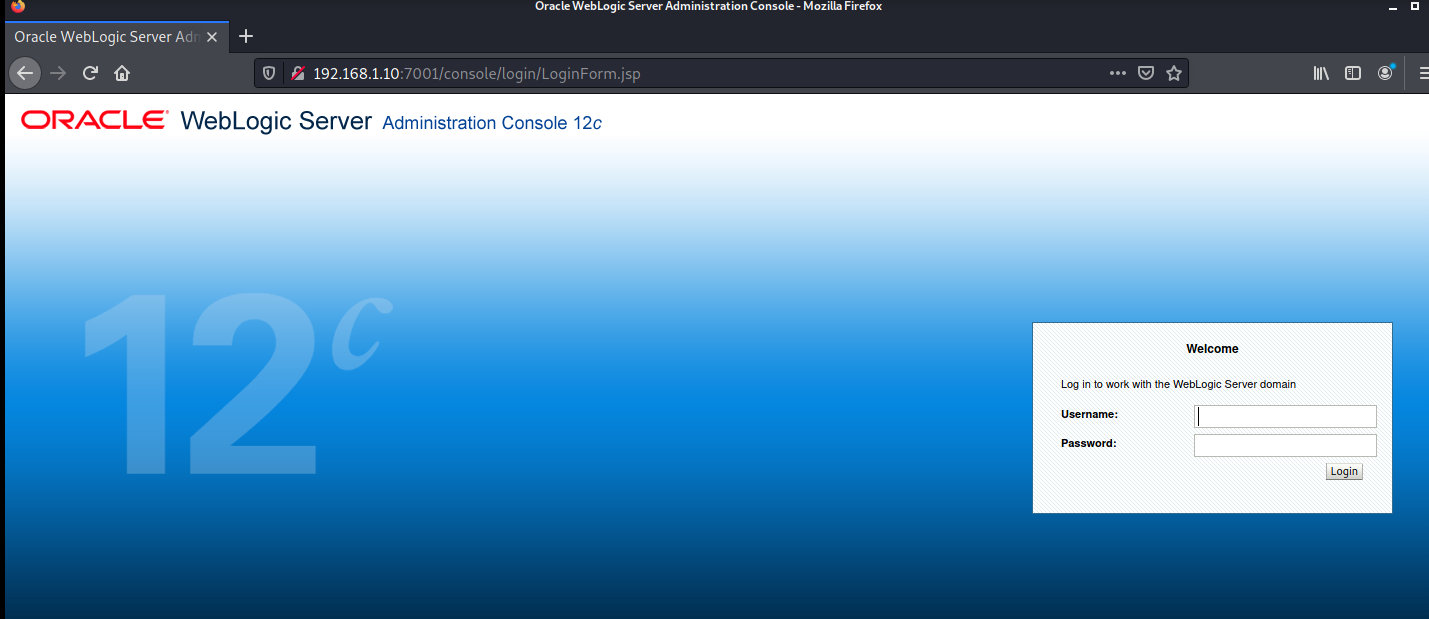 Oracle WebLogic Server Administration Console - Mozilla Firefox
Oracle WebLogic Server Adn
192.168.1.10:7001/console/login/LoginForm.jsp
ORACLE WebLogic Server Administration Console 12c
12c
Welcome
Log in to work with the WebLogic Server domain
Username:
Password:
Login